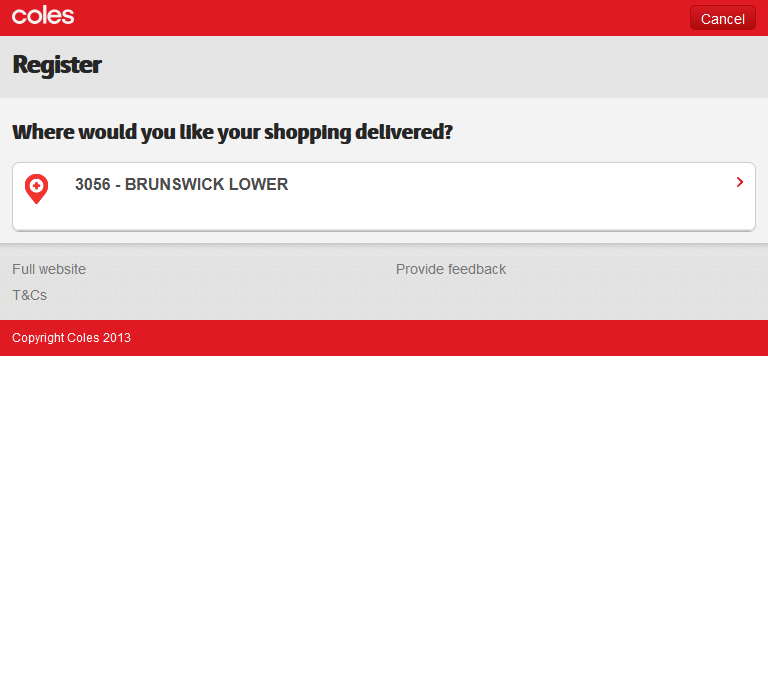 coles
Cancel
Register
Where would you like your shopping delivered?
3056 - BRUNSWICK LOWER
Full website
Provide feedback
T&Cs
Copyright Coles 2013